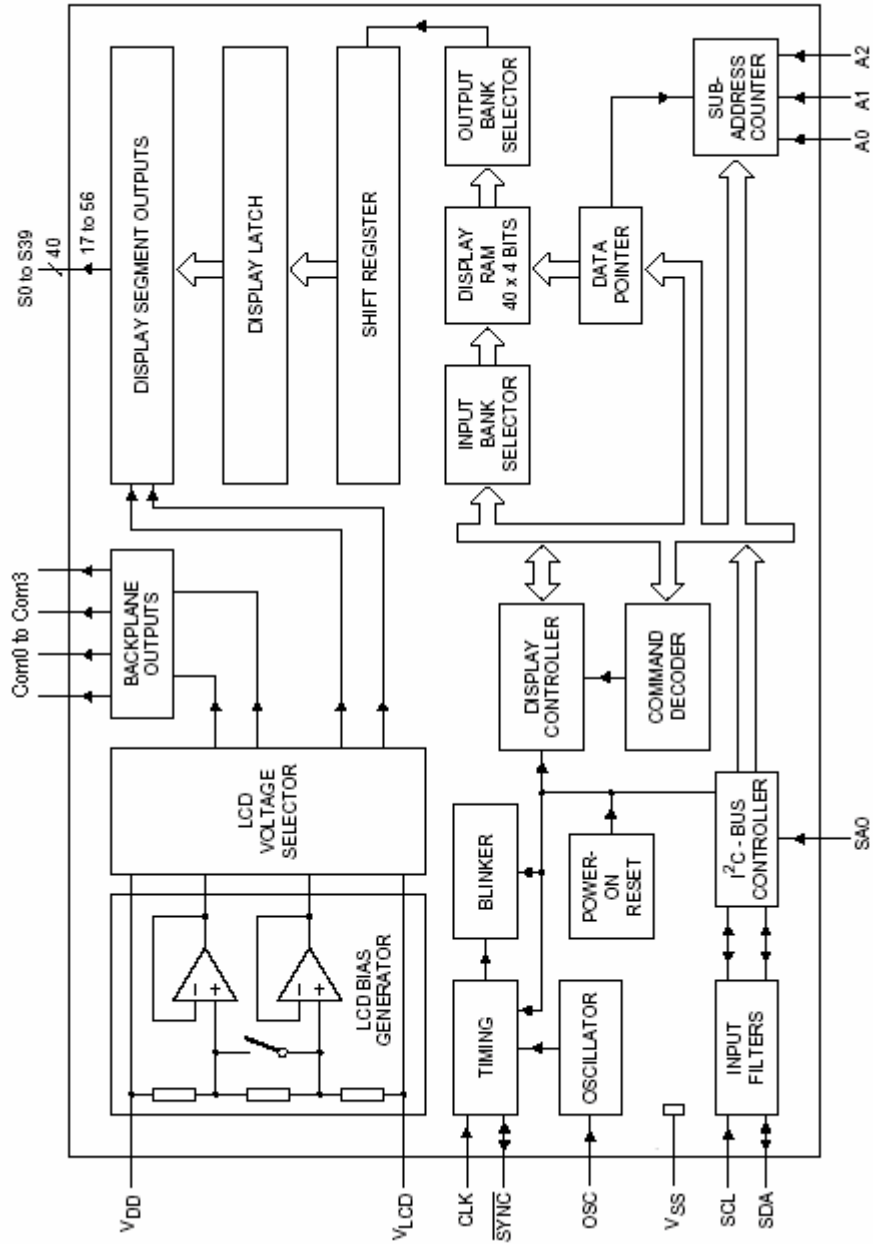 S0 to S39
40
17 to 56
Com0 to Com3
DISPLAY SEGMENT OUTPUTS
DISPLAY LATCH
SHIFT REGISTER
BACKPLANE
OUTPUTS
LCD
VOLTAGE
SELECTOR
LCD BIAS
GENERATOR
−
+
−
+
VDD
VLCD
OUTPUT
BANK
SELECTOR
DISPLAY
RAM
40 x 4 BITS
INPUT
BANK
SELECTOR
DATA
POINTER
SUB-
ADDRESS
COUNTER
A0
A1
A2
DISPLAY
CONTROLLER
COMMAND
DECODER
BLINKER
POWER-
ON
RESET
I²C - BUS
CONTROLLER
SA0
TIMING
OSCILLATOR
INPUT
FILTERS
CLK
SYNC
OSC
VSS
SCL
SDA